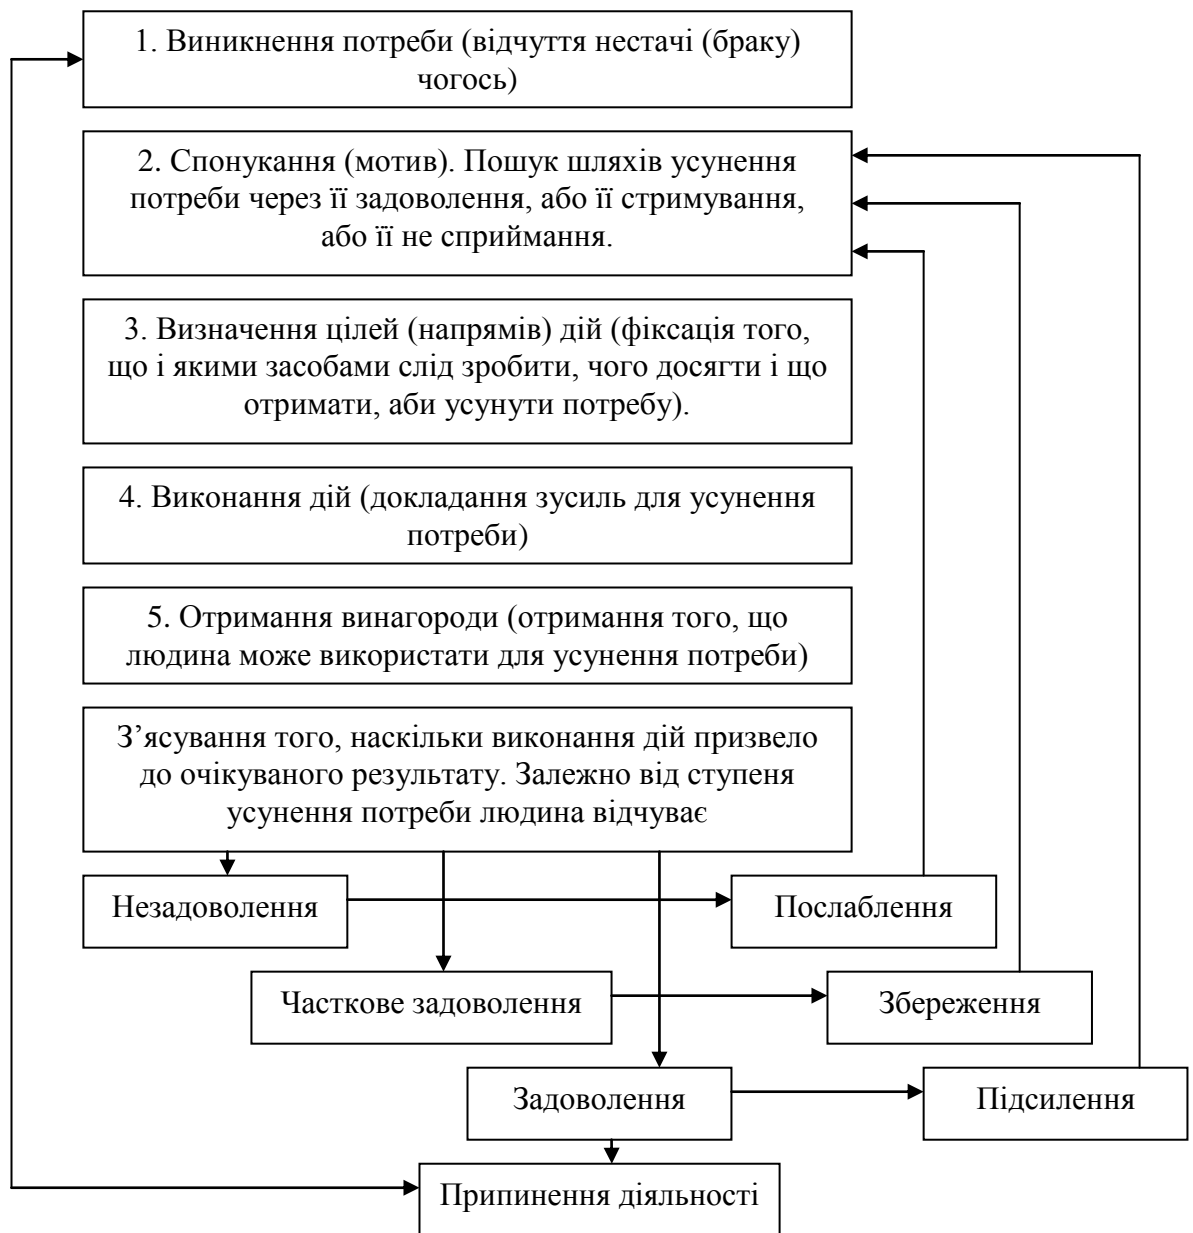 1. Виникнення потреби (відчуття нестачі (браку)
чогось)
2. Спонукання (мотив). Пошук шляхів усунення
потреби через її задоволення, або її стримування,
або її не сприймання.
3. Визначення цілей (напрямів) дій (фіксація того,
що і якими засобами слід зробити, чого досягти і що
отримати, аби усунути потребу).
4. Виконання дій (докладання зусиль для усунення
потреби)
5. Отримання винагороди (отримання того, що
людина може використати для усунення потреби)
З’ясування того, наскільки виконання дій призвело
до очікуваного результату. Залежно від ступеня
усунення потреби людина відчуває
Незадоволення
Послаблення
Часткове задоволення
Збереження
Задоволення
Підсилення
Припинення діяльності